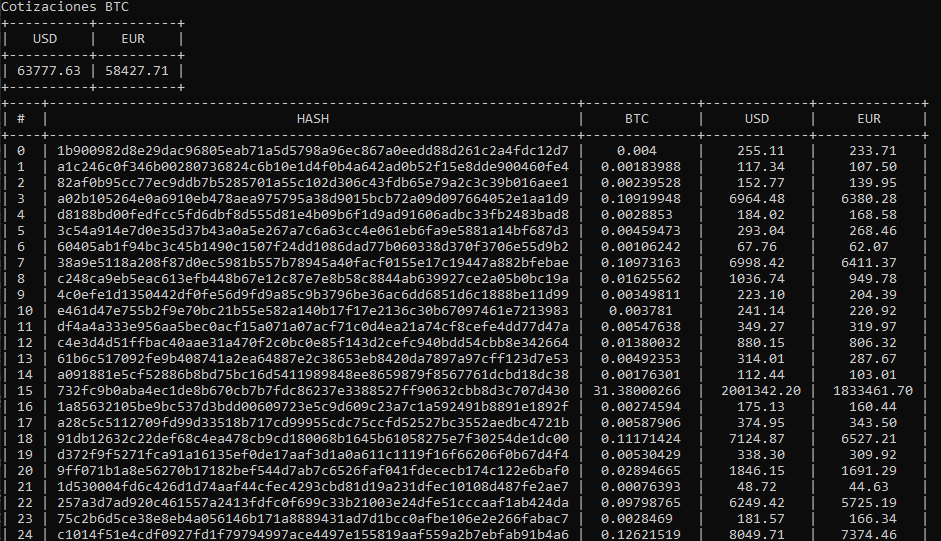 Cotizaciones BTC
USD EUR
63777.63 58427.71
# HASH BTC USD EUR
0 1b900982d8e29dac96805eab71a5d5798a96ec867a0eedd88d261c2a4fdc12d7 0.004 255.11 233.71
1 a1c246c0f346b00280736824c6b10e1d4f0b4a642ad0b52f15e8dde900460fe4 0.00183988 117.34 107.50
2 82af0b95cc77ec9ddb7b5285701a55c102d306c43fdb65e79a2c3c39b016aee1 0.00239528 152.77 139.95
3 a02b105264e0a6910eb478aea975795a38d9015bcb72a09d097664052e1aa1d9 0.10919948 6964.48 6380.28
4 d8188bd00fedfcc5fd6dbf8d555d81e4b09b6f1d9ad91606adbc33fb2483bad8 0.0028853 184.02 168.58
5 3c54a914e7d0e35d37b43a0a5e267a7c6a63cc4e061eb6fa9e5881a14bf687d3 0.00459473 293.04 268.46
6 60405ab1f94bc3c45b1490c1507f24dd1086dad77b060338d370f3706e55d9b2 0.00106242 67.76 62.07
7 38a9e5118a208f87d0ec5981b557b78945a40facf0155e17c19447a882bfebae 0.10973163 6998.42 6411.37
8 c248ca9eb5eac613efb448b67e12c87e7e8b58c8844ab639927ce2a05b0bc19a 0.01625562 1036.74 949.78
9 4c0efe1d1350442df0fe56d9fd9a85c9b3796be36ac6dd6851d6c1888be11d99 0.00349811 223.10 204.39
10 e461d47e755b2f9e70bc21b55e582a140b17f17e2136c30b67097461e7213983 0.003781 241.14 220.92
11 df4a4a333e956aa5bec0acf15a071a07acf71c0d4ea21a74cf8cefe4dd77d47a 0.00547638 349.27 319.97
12 c4e3d4d51ffbac40aae31a470f2c0bc0e85f143d2cefc940bdd54cbb8e342664 0.01380032 880.15 806.32
13 61b6c517092fe9b408741a2ea64887e2c38653eb8420da7897a97cff123d7e53 0.00492353 314.01 287.67
14 a091881e5cf52886b8bd75bc16d5411989848ee8659879f8567761dcbd18dc38 0.00176301 112.44 103.01
15 732fc9b0aba4ec1de8b670cb7b7fdc86237e3388527ff90632cbb8d3c707d430 31.38000266 2001342.20 1833461.70
16 1a85632105be9bc537d3bdd00609723e5c9d609c23a7c1a592491b8891e1892f 0.00274594 175.13 160.44
17 a28c5c5112709fd99d33518b717cd99955cdc75ccfd52527bc3552aedbc4721b 0.00587906 374.95 343.50
18 91db12632c22def68c4ea478cb9cd180068b1645b61058275e7f30254de1dc00 0.11171424 7124.87 6527.21
19 d372f9f5271fca91a16135ef0de17aaf3d1a0a611c1119f16f66206f0b67d4f4 0.00530429 338.30 309.92
20 9ff071b1a8e56270b17182bef544d7ab7c6526faf041fdececb174c122e6baf0 0.02894665 1846.15 1691.29
21 1d530004fd6c426d1d74aaf44cfec4293cbd81d19a231dfec10108d487fe2ae7 0.00076393 48.72 44.63
22 257a3d7ad920c461557a2413fdfc0f699c33b21003e24dfe51cccaaf1ab424da 0.09798765 6249.42 5725.19
23 75c2b6d5ce38e8eb4a056146b171a8889431ad7d1bcc0afbe106e2e266fabac7 0.0028469 181.57 166.34
24 c1014f51e4cdf0927fd1f79794997ace4497e155819aaf559a2b7ebfab91b4a6 0.12621519 8049.71 7374.46